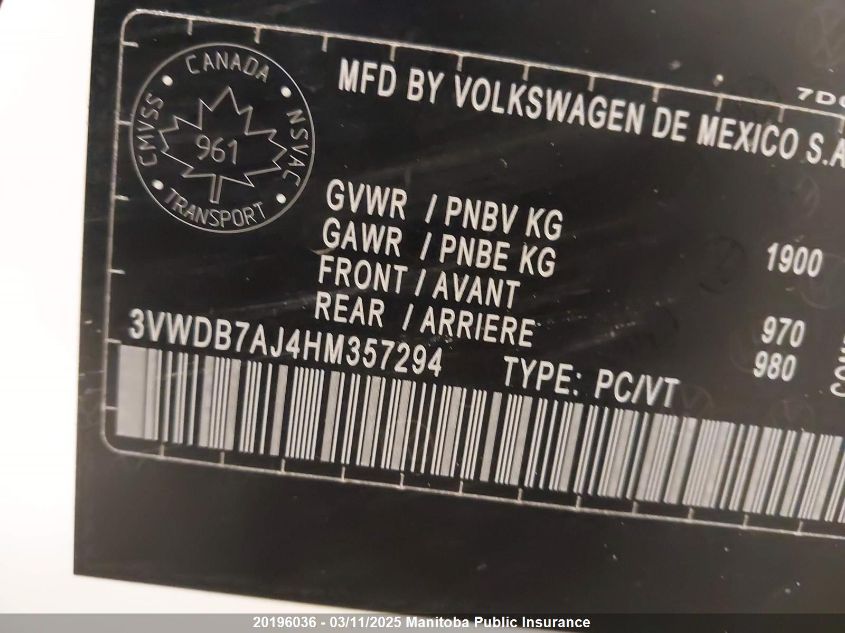 CANADA
CMVSS
NSVAC
961
TRANSPORT
MFD BY VOLKSWAGEN DE MEXICO S.A
GVWR / PNBV KG 1900
GAWR / PNBE KG
FRONT / AVANT 970
REAR / ARRIERE 980
3VWDB7AJ4HM357294 TYPE: PC/VT
20196036 - 03/11/2025 Manitoba Public Insurance